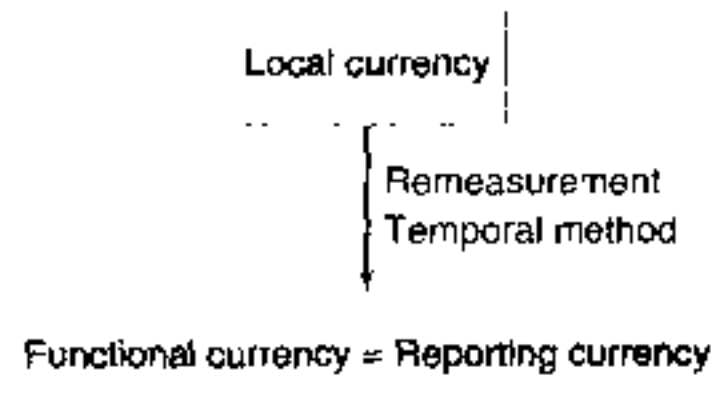 Local currency
Remeasurement
Temporal method
Functional currency = Reporting currency